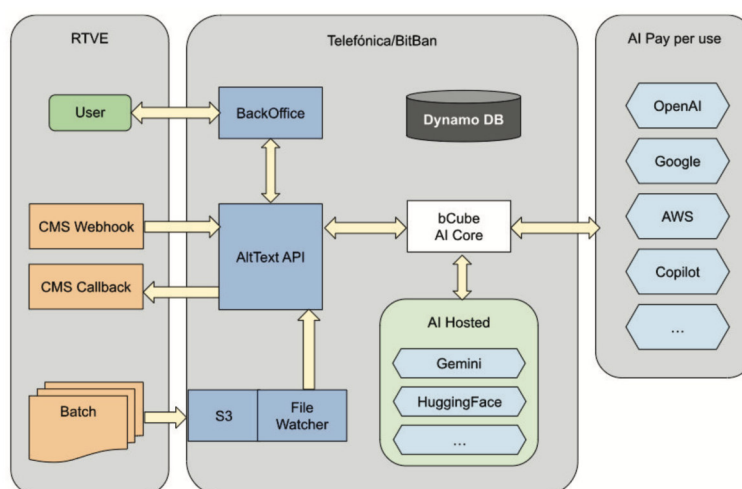 RTVE
Telefónica/BitBan
AI Pay per use
User
BackOffice
Dynamo DB
OpenAI
Google
CMS Webhook
AltText API
bCube
AI Core
AWS
CMS Callback
Copilot
AI Hosted
...
Gemini
HuggingFace
...
Batch
S3
File
Watcher